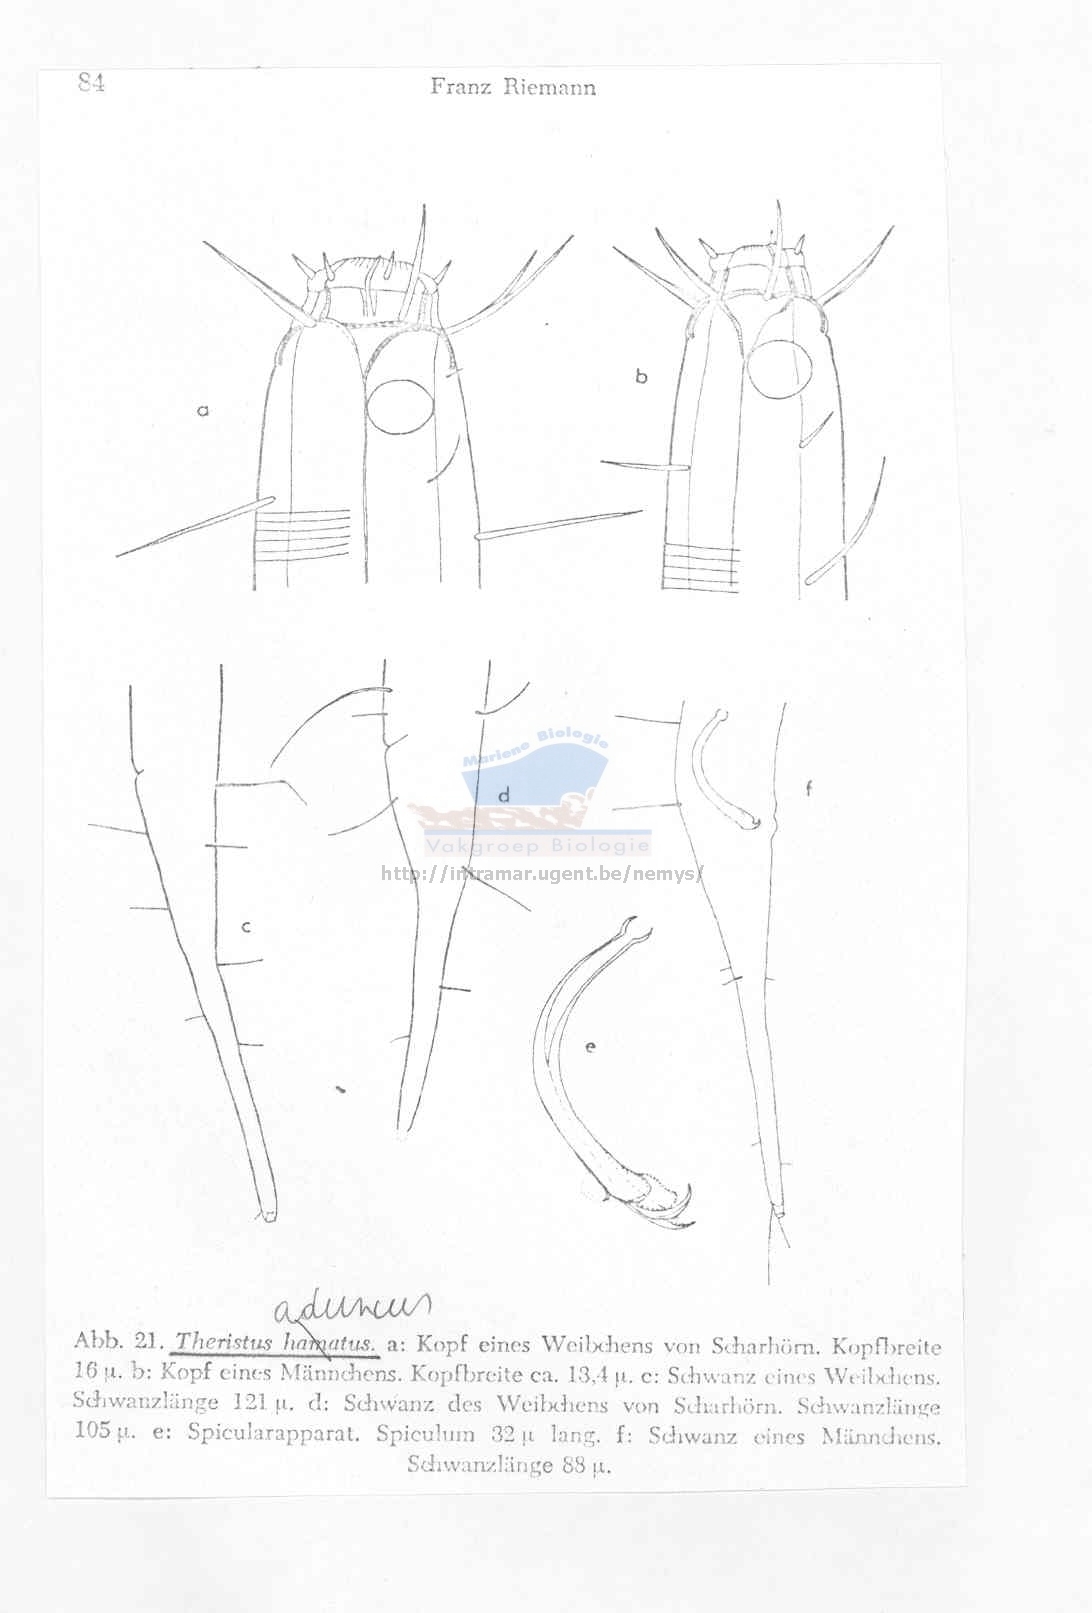 84
Franz Riemann
a
b
Mariene Biologie
d
f
Vakgroep Biologie
http://intramar.ugent.be/nemys/
c
e
aduncus
Abb. 21. Theristus hamatus. a: Kopf eines Weibchens von Scharhörn. Kopfbreite
16 µ. b: Kopf eines Männchens. Kopfbreite ca. 13,4 µ. c: Schwanz eines Weibchens.
Schwanzlänge 121 µ. d: Schwanz des Weibchens von Scharhörn. Schwanzlänge
105 µ. e: Spicularapparat. Spiculum 32 µ lang. f: Schwanz eines Männchens.
Schwanzlänge 88 µ.